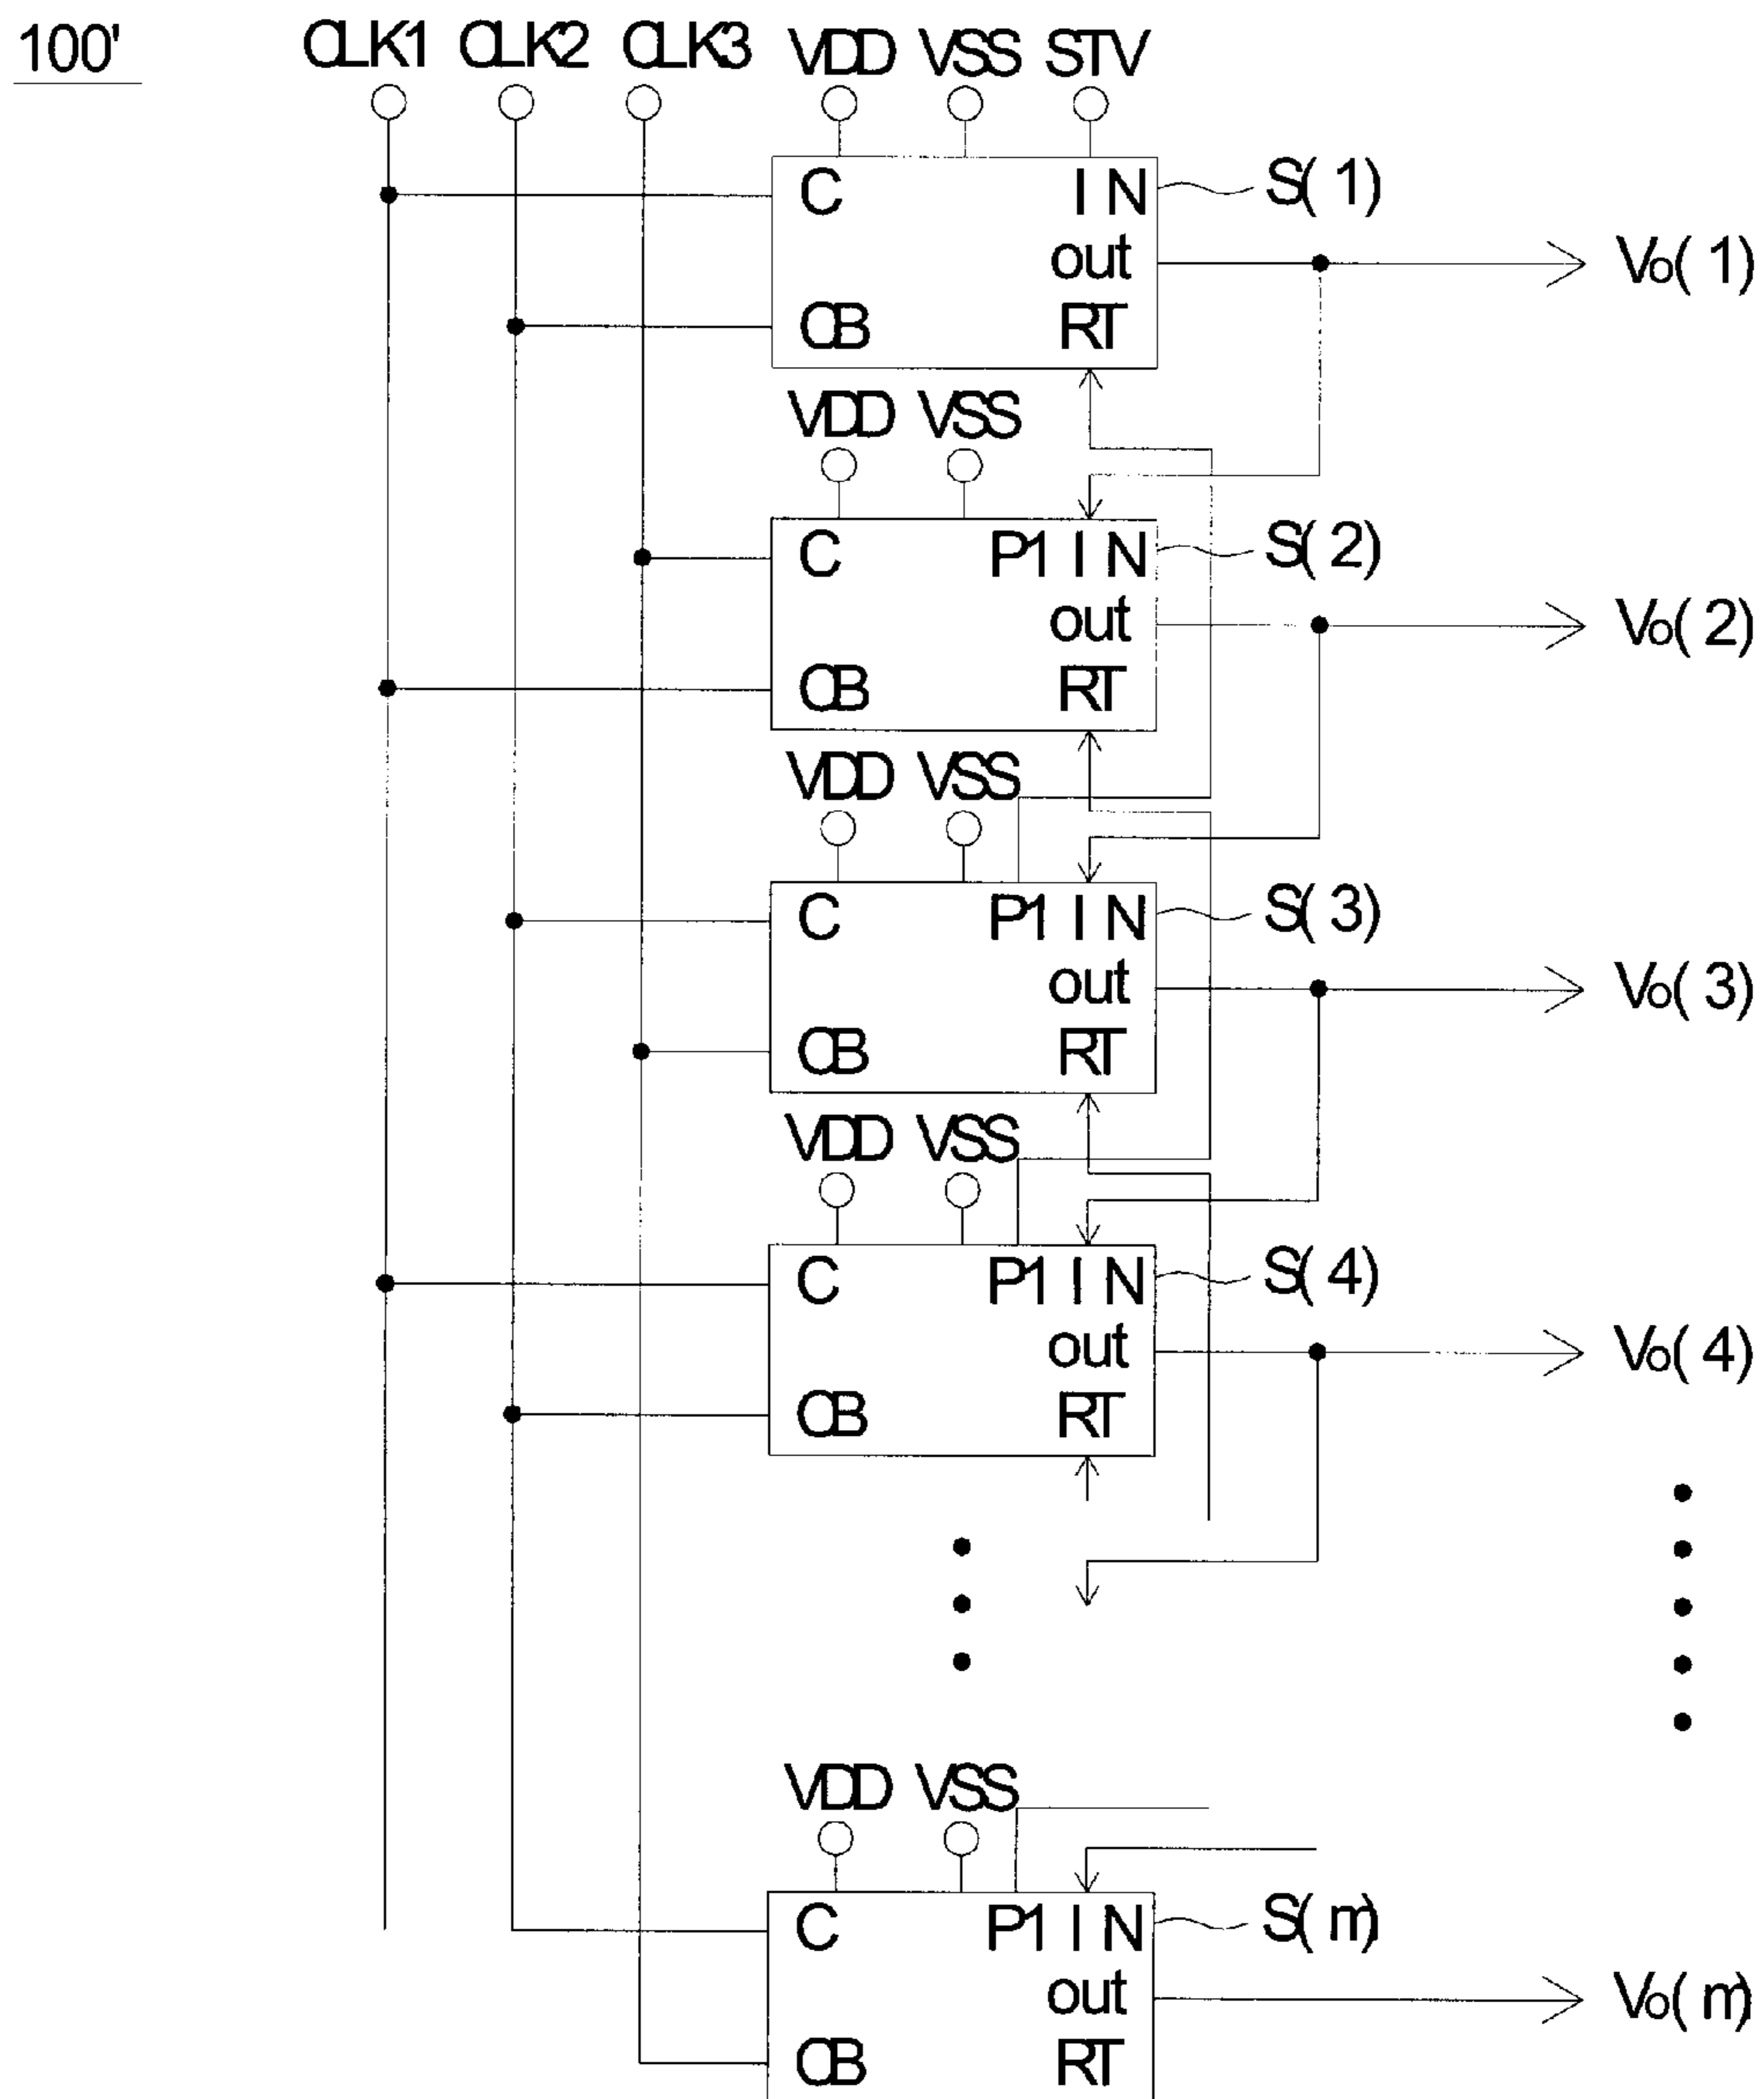 100'
CLK1 CLK2 CLK3 VDD VSS STV
C IN S(1)
out Vo(1)
CB RT
VDD VSS
C P1 IN S(2)
out Vo(2)
CB RT
VDD VSS
C P1 IN S(3)
out Vo(3)
CB RT
VDD VSS
C P1 IN S(4)
out Vo(4)
CB RT
VDD VSS
C P1 IN S(m)
out Vo(m)
CB RT